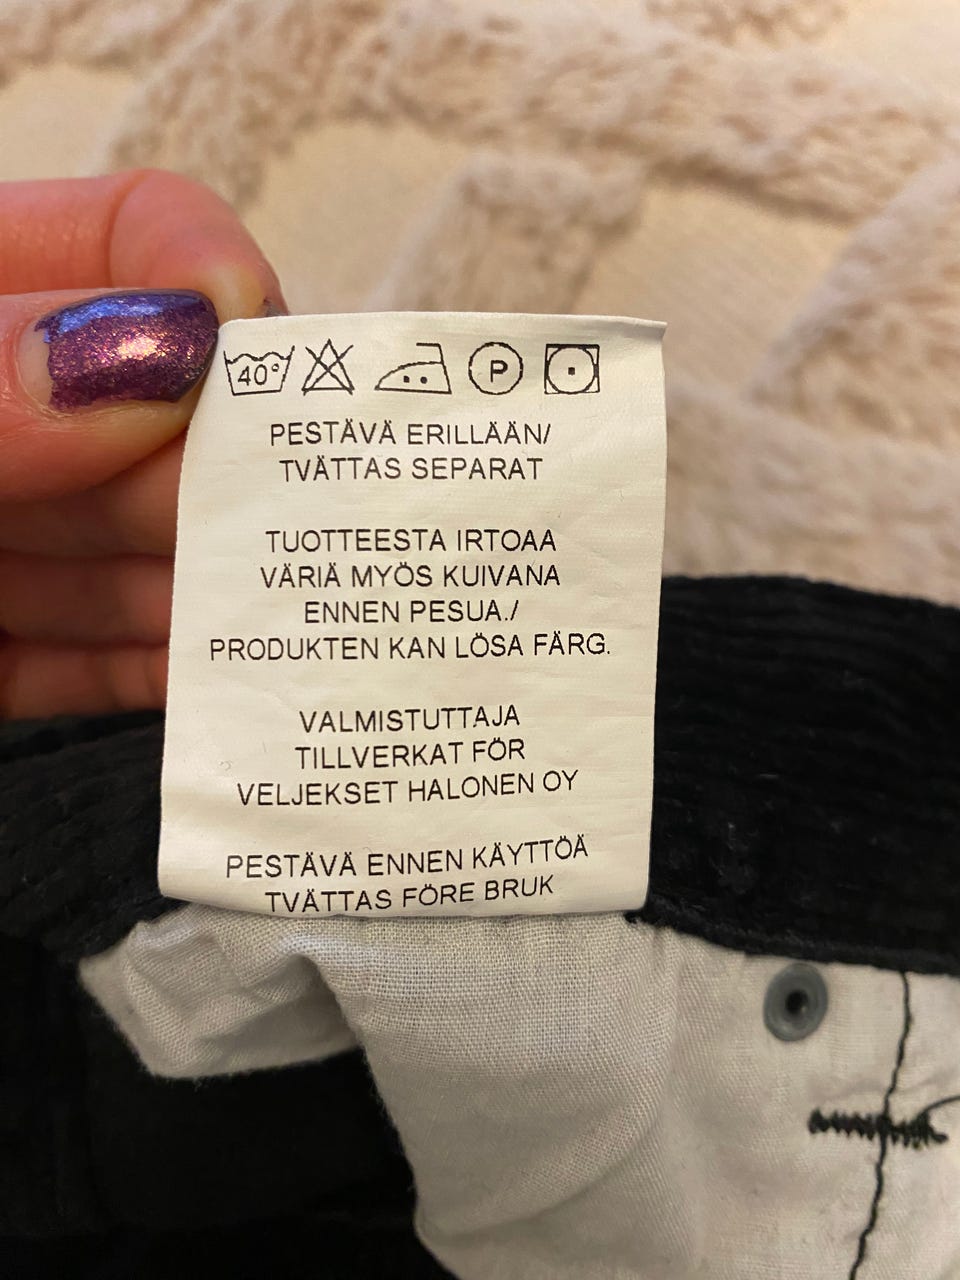 40° P
PESTÄVÄ ERILLÄÄN/
TVÄTTAS SEPARAT
TUOTTEESTA IRTOAA
VÄRIÄ MYÖS KUIVANA
ENNEN PESUA./
PRODUKTEN KAN LÖSA FÄRG.
VALMISTUTTAJA
TILLVERKAT FÖR
VELJEKSET HALONEN OY
PESTÄVÄ ENNEN KÄYTTÖÄ
TVÄTTAS FÖRE BRUK